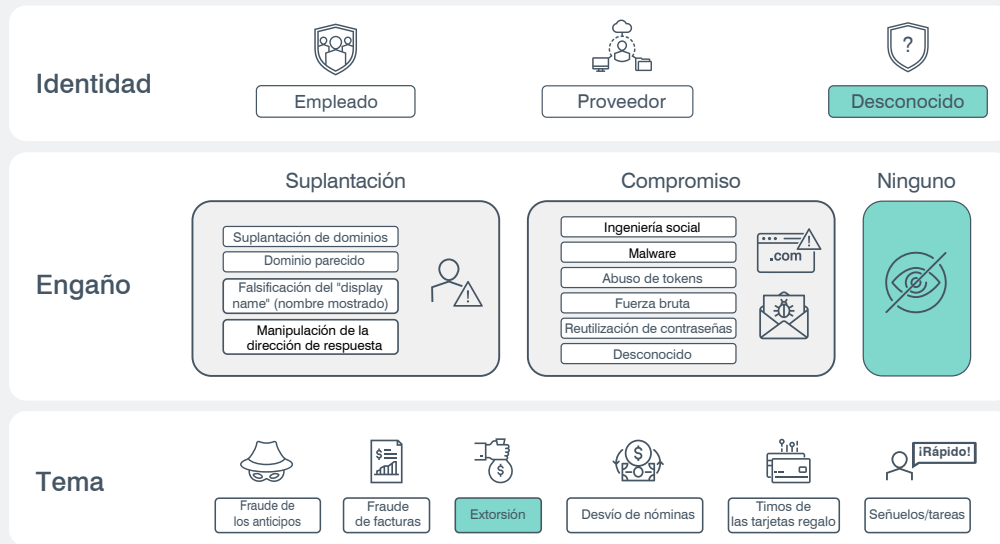 Identidad
?
Empleado
Proveedor
Desconocido
Engaño
Suplantación
Suplantación de dominios
Dominio parecido
Falsificación del "display
name" (nombre mostrado)
Manipulación de la
dirección de respuesta
Compromiso
Ingeniería social
Malware
Abuso de tokens
Fuerza bruta
Reutilización de contraseñas
Desconocido
.com
Ninguno
Tema
Fraude de
los anticipos
$
Fraude
de facturas
$
Extorsión
$
Desvío de nóminas
Timos de
las tarjetas regalo
¡Rápido!
Señuelos/tareas